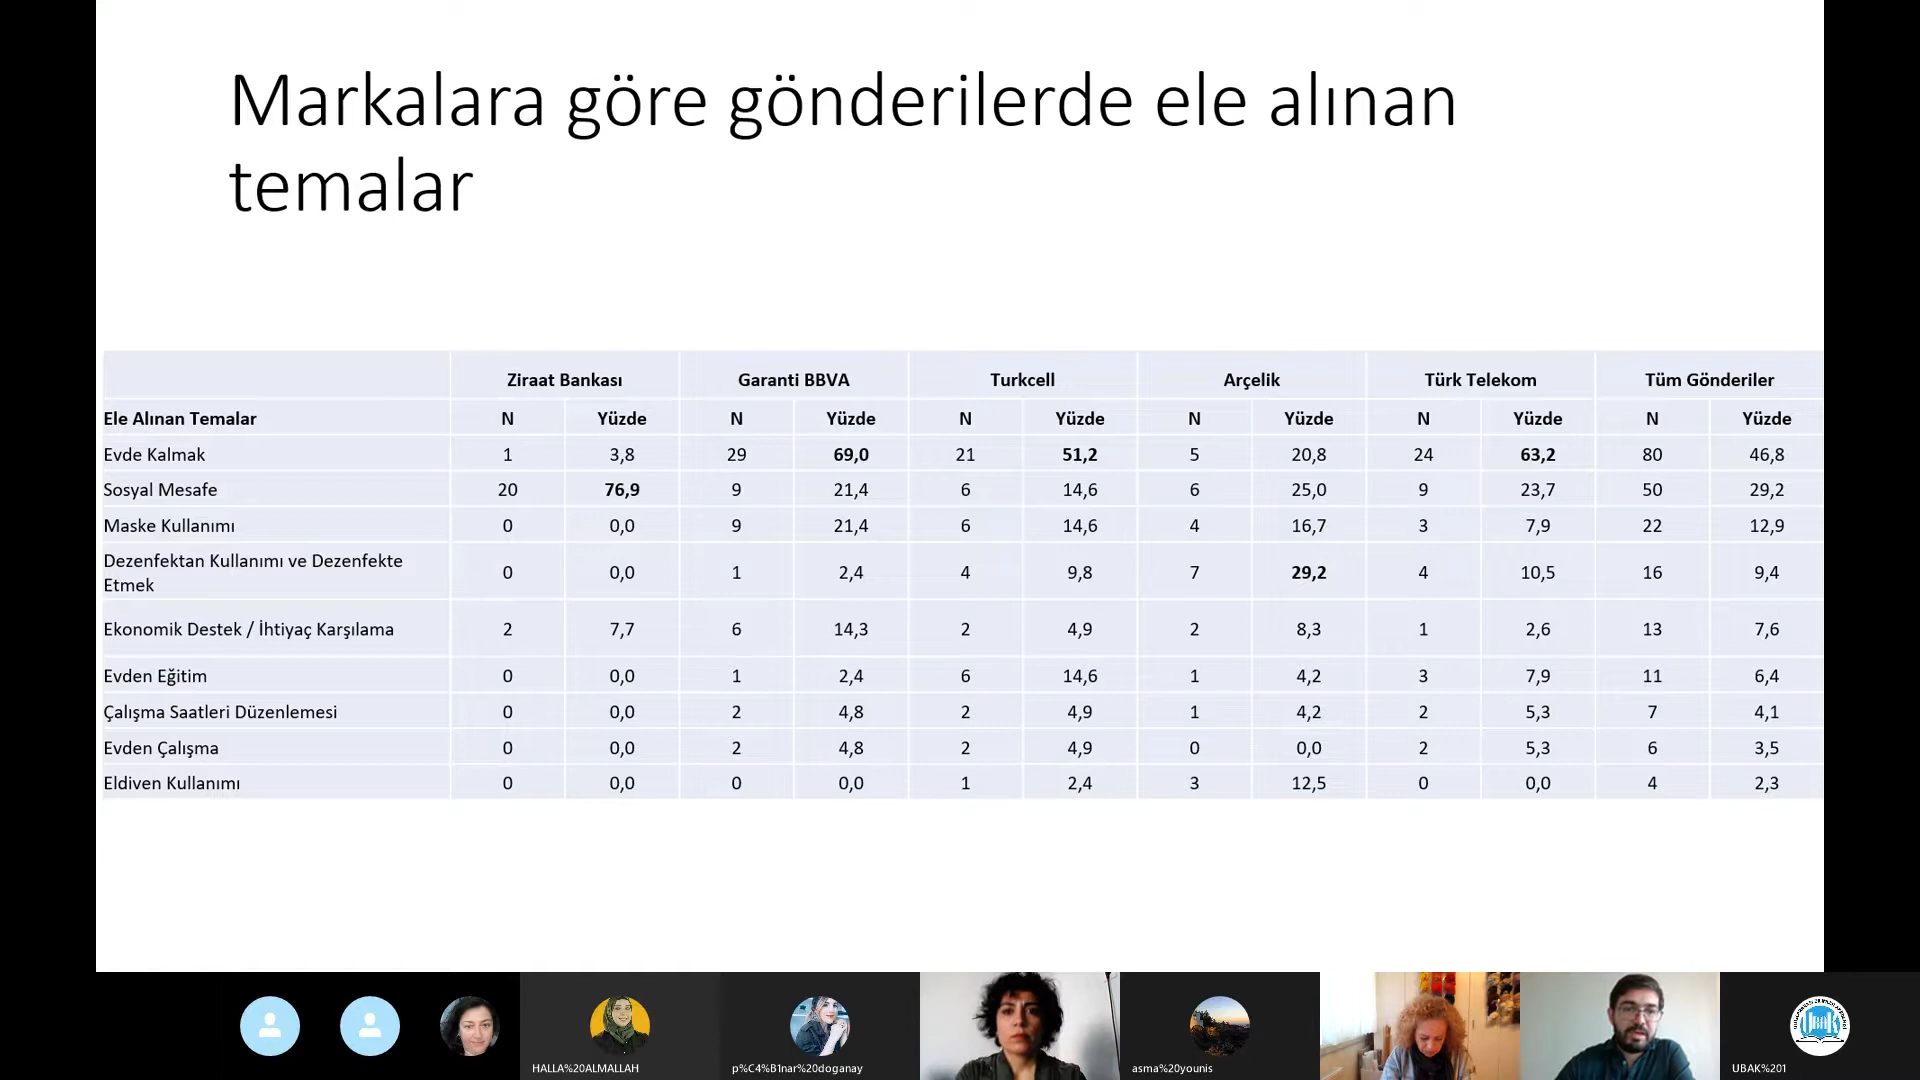 Markalara göre gönderilerde ele alınan
temalar
Ziraat Bankası Garanti BBVA Turkcell Arçelik Türk Telekom Tüm Gönderiler
Ele Alınan Temalar N Yüzde N Yüzde N Yüzde N Yüzde N Yüzde N Yüzde
Evde Kalmak 1 3,8 29 69,0 21 51,2 5 20,8 24 63,2 80 46,8
Sosyal Mesafe 20 76,9 9 21,4 6 14,6 6 25,0 9 23,7 50 29,2
Maske Kullanımı 0 0,0 9 21,4 6 14,6 4 16,7 3 7,9 22 12,9
Dezenfektan Kullanımı ve Dezenfekte
Etmek 0 0,0 1 2,4 4 9,8 7 29,2 4 10,5 16 9,4
Ekonomik Destek / İhtiyaç Karşılama 2 7,7 6 14,3 2 4,9 2 8,3 1 2,6 13 7,6
Evden Eğitim 0 0,0 1 2,4 6 14,6 1 4,2 3 7,9 11 6,4
Çalışma Saatleri Düzenlemesi 0 0,0 2 4,8 2 4,9 1 4,2 2 5,3 7 4,1
Evden Çalışma 0 0,0 2 4,8 2 4,9 0 0,0 2 5,3 6 3,5
Eldiven Kullanımı 0 0,0 0 0,0 1 2,4 3 12,5 0 0,0 4 2,3
UBAK
HALLA%20ALMALLAH p%C4%B1nar%20doganay asma%20younis UBAK%201